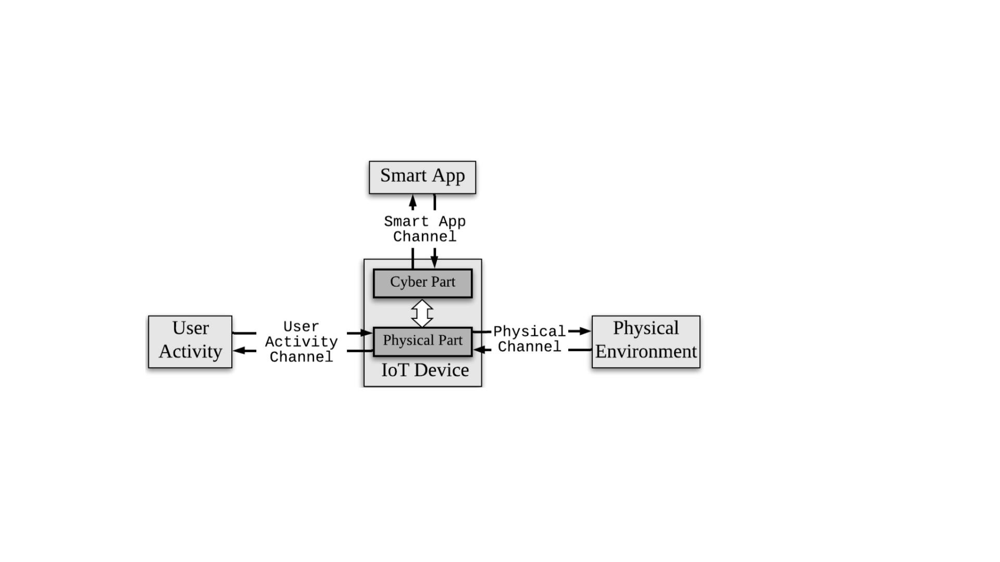 Smart App
Smart App
Channel
Cyber Part
User
Activity
User
Activity
Channel
Physical Part
IoT Device
Physical
Channel
Physical
Environment